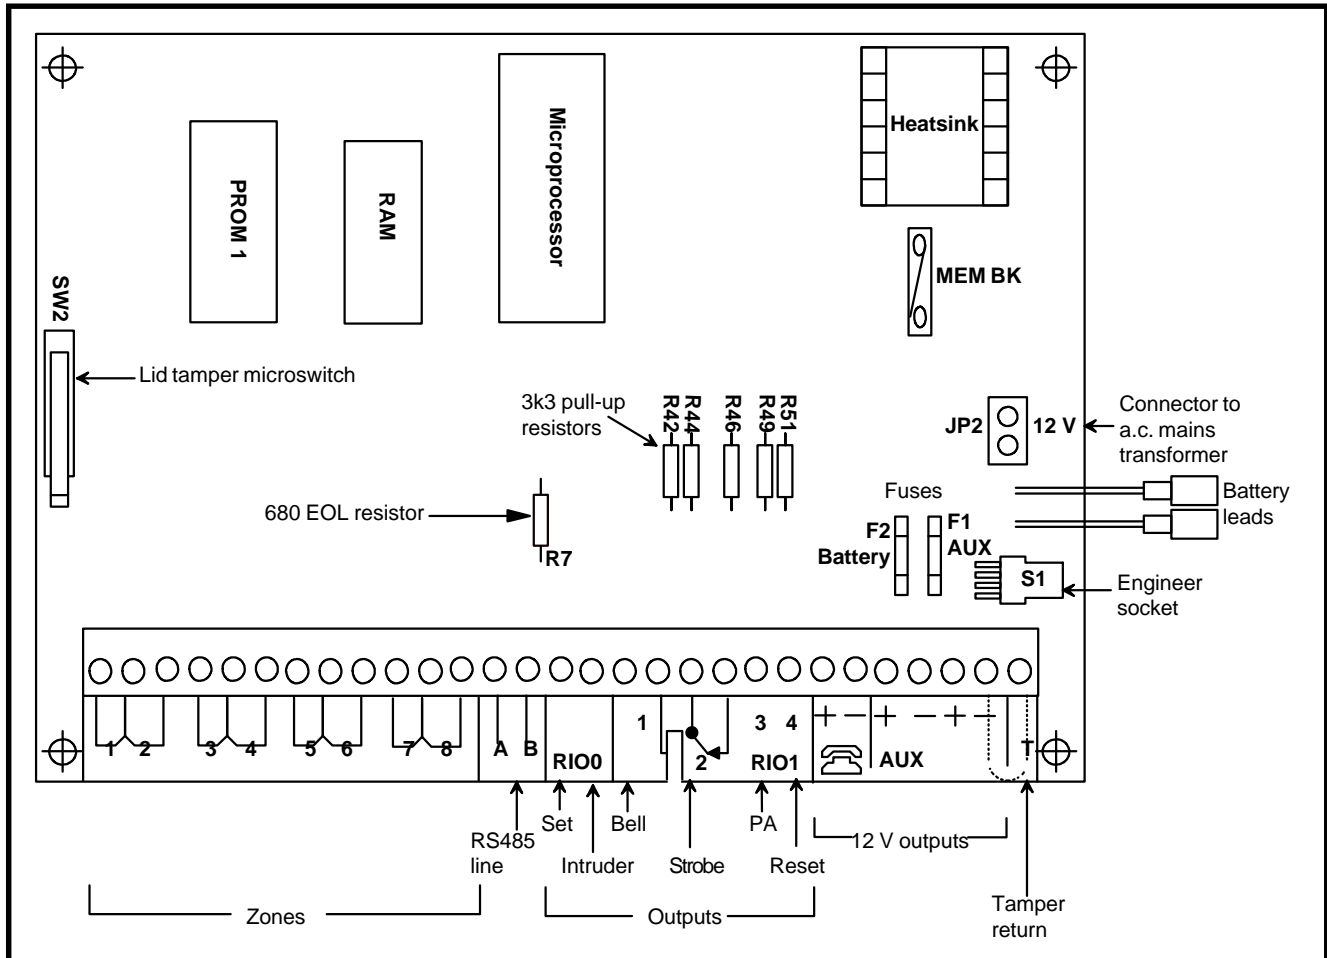 Heatsink
Microprocessor
PROM 1
RAM
MEM BK
SW2
Lid tamper microswitch
3k3 pull-up
resistors
R42
R44
R46
R49
R51
JP2
12 V
Connector to
a.c. mains
transformer
680 EOL resistor
R7
Fuses
F2
Battery
F1
AUX
Battery
leads
S1
Engineer
socket
1 2 3 4 5 6 7 8
A B
RIO0
1
2
3 4
RIO1
+ − + − + −
AUX
T
RS485
line
Set
Intruder
Bell
Strobe
PA
Reset
12 V outputs
Zones
Outputs
Tamper
return